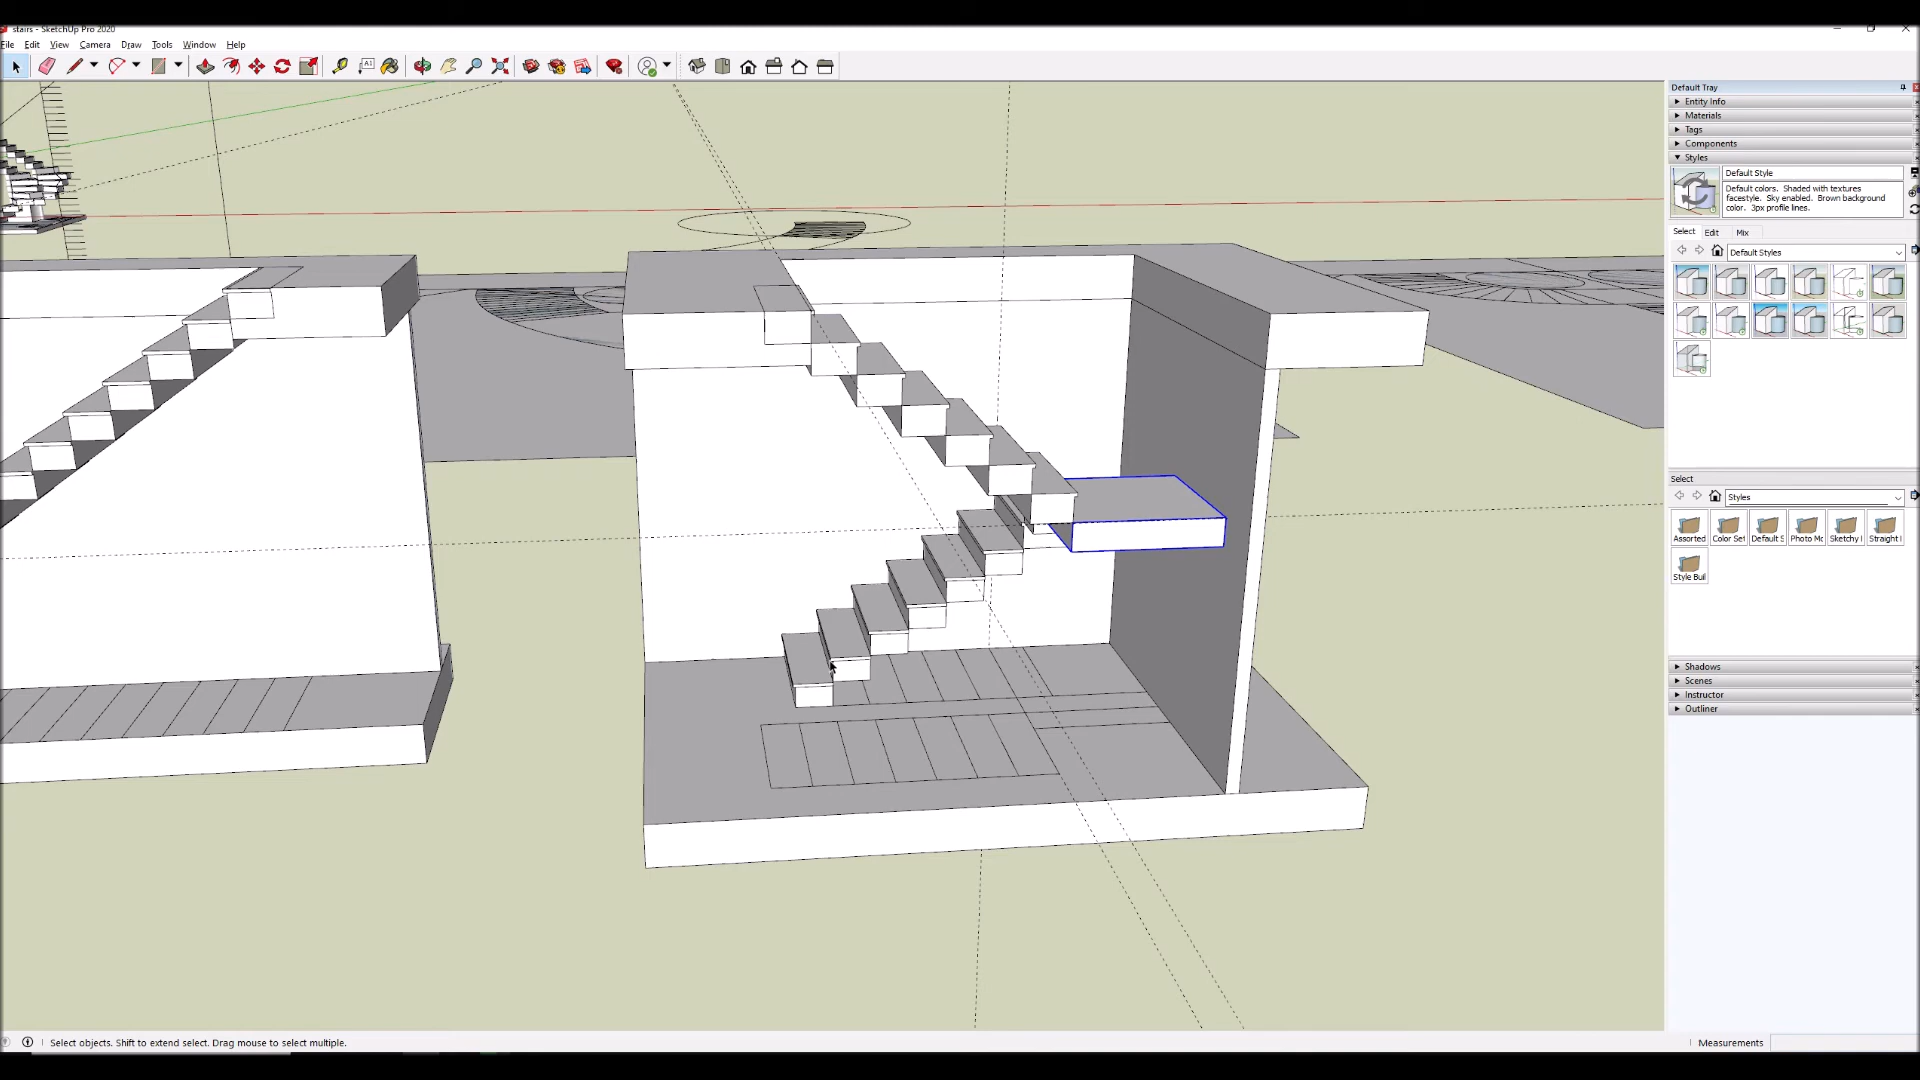 stairs - SketchUp Pro 2020
File Edit View Camera Draw Tools Window Help
Default Tray
Entity Info
Materials
Tags
Components
Styles
Default Style
Default colors. Shaded with textures
facestyle. Sky enabled. Brown background
color. 3px profile lines.
Select Edit Mix
Default Styles
Select
Styles
Assorted Color Set Default S Photo Mo Sketchy Straight
Style Buil
Shadows
Scenes
Instructor
Outliner
Select objects. Shift to extend select. Drag mouse to select multiple.
Measurements